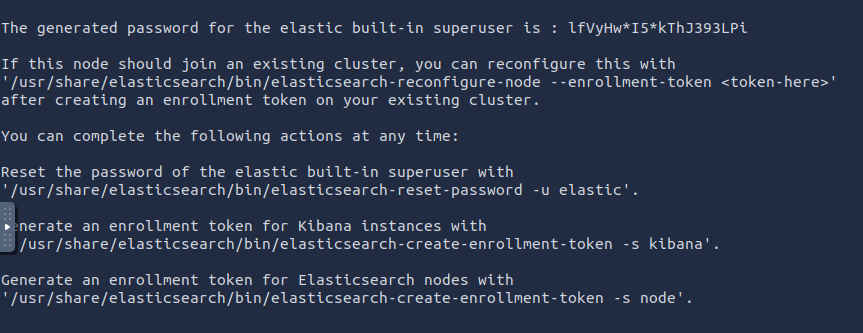 The generated password for the elastic built-in superuser is : lfVyHw*I5*kThJ393LPi
If this node should join an existing cluster, you can reconfigure this with
'/usr/share/elasticsearch/bin/elasticsearch-reconfigure-node --enrollment-token <token-here>'
after creating an enrollment token on your existing cluster.
You can complete the following actions at any time:
Reset the password of the elastic built-in superuser with
'/usr/share/elasticsearch/bin/elasticsearch-reset-password -u elastic'.
enerate an enrollment token for Kibana instances with
/usr/share/elasticsearch/bin/elasticsearch-create-enrollment-token -s kibana'.
Generate an enrollment token for Elasticsearch nodes with
'/usr/share/elasticsearch/bin/elasticsearch-create-enrollment-token -s node'.